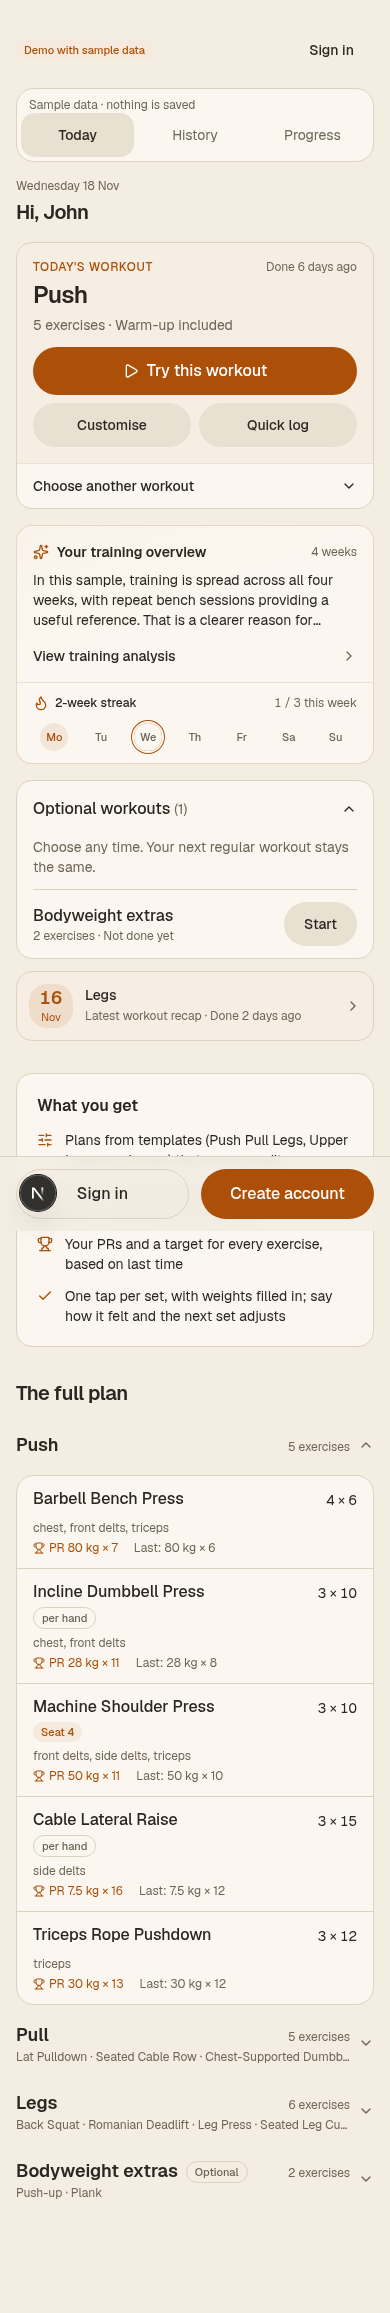 Demo with sample data
Sign in
Sample data · nothing is saved
Today
History
Progress
Wednesday 18 Nov
Hi, John
TODAY'S WORKOUT
Done 6 days ago
Push
5 exercises · Warm-up included
Try this workout
Customise
Quick log
Choose another workout
Your training overview
4 weeks
In this sample, training is spread across all four
weeks, with repeat bench sessions providing a
useful reference. That is a clearer reason for...
View training analysis
2-week streak
1 / 3 this week
Mo
Tu
We
Th
Fr
Sa
Su
Optional workouts (1)
Choose any time. Your next regular workout stays
the same.
Bodyweight extras
2 exercises · Not done yet
Start
16
Nov
Legs
Latest workout recap · Done 2 days ago
What you get
Plans from templates (Push Pull Legs, Upper
N
Sign in
Create account
Your PRs and a target for every exercise,
based on last time
One tap per set, with weights filled in; say
how it felt and the next set adjusts
The full plan
Push
5 exercises
Barbell Bench Press
4 × 6
chest, front delts, triceps
PR 80 kg × 7
Last: 80 kg × 6
Incline Dumbbell Press
3 × 10
per hand
chest, front delts
PR 28 kg × 11
Last: 28 kg × 8
Machine Shoulder Press
3 × 10
Seat 4
front delts, side delts, triceps
PR 50 kg × 11
Last: 50 kg × 10
Cable Lateral Raise
3 × 15
per hand
side delts
PR 7.5 kg × 16
Last: 7.5 kg × 12
Triceps Rope Pushdown
3 × 12
triceps
PR 30 kg × 13
Last: 30 kg × 12
Pull
5 exercises
Lat Pulldown · Seated Cable Row · Chest-Supported Dumbb...
Legs
6 exercises
Back Squat · Romanian Deadlift · Leg Press · Seated Leg Cu...
Bodyweight extras
Optional
2 exercises
Push-up · Plank